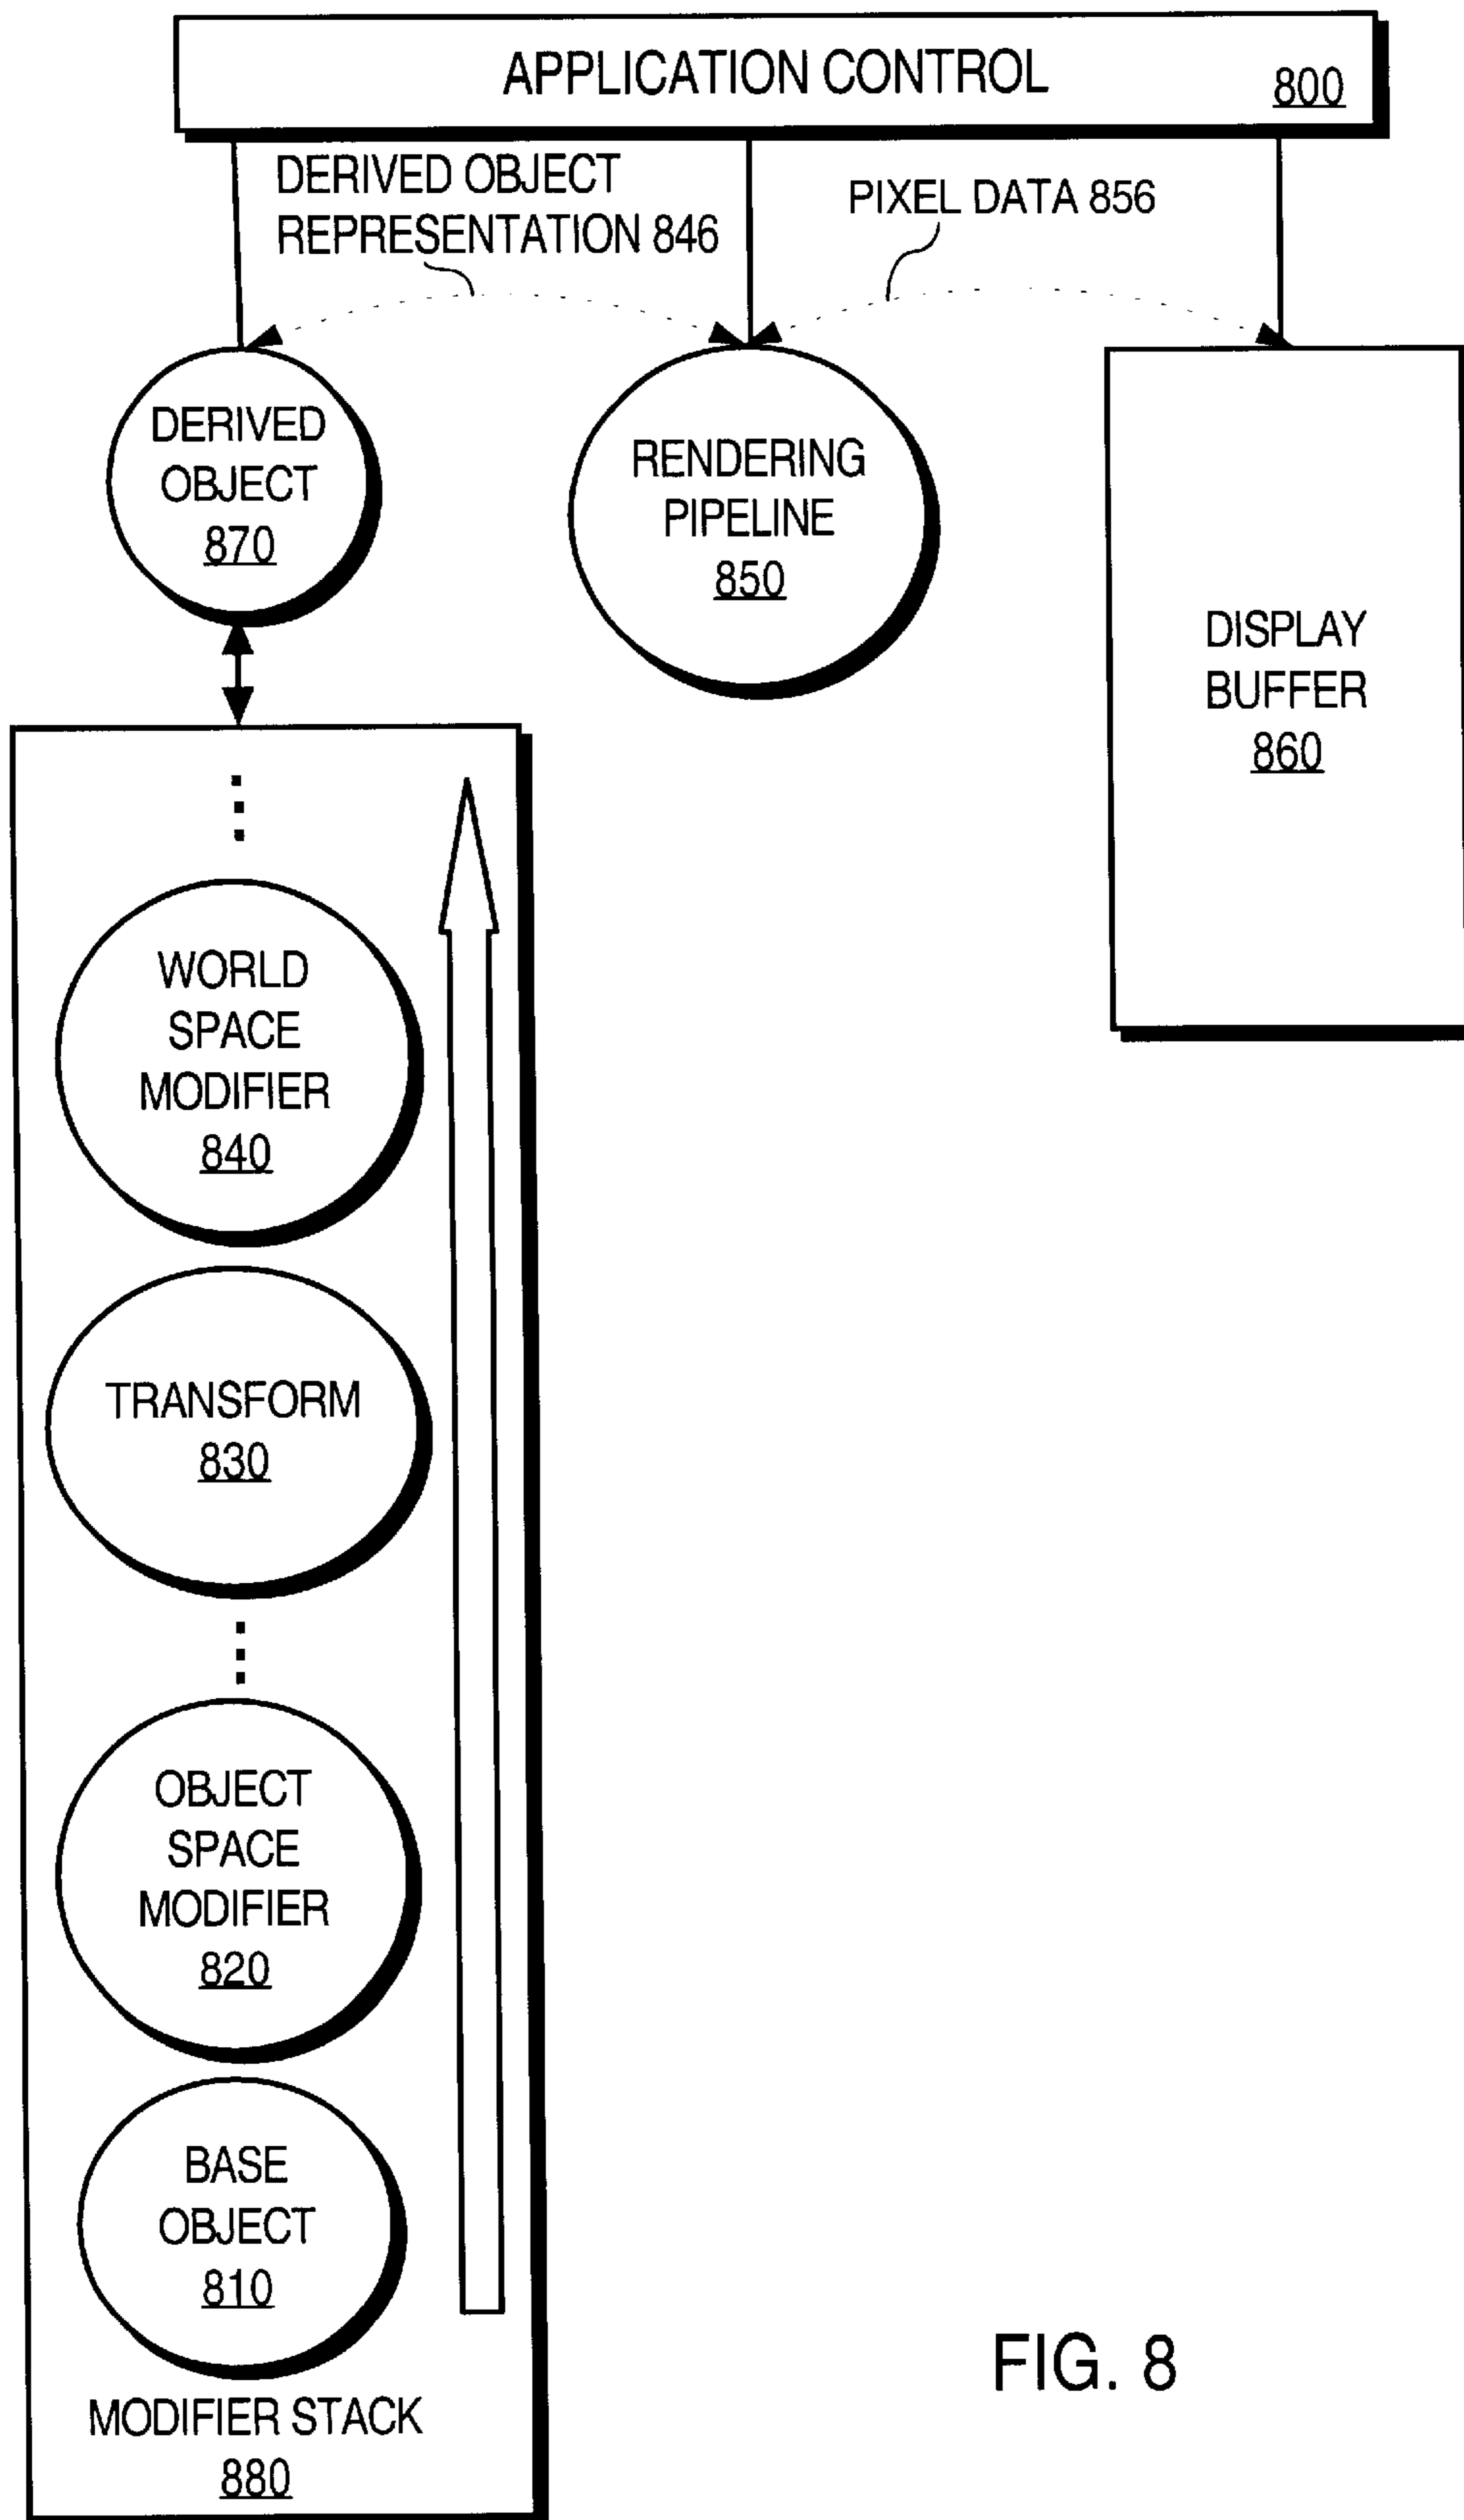 APPLICATION CONTROL 800
DERIVED OBJECT
REPRESENTATION 846
PIXEL DATA 856
DERIVED
OBJECT
870
RENDERING
PIPELINE
850
DISPLAY
BUFFER
860
WORLD
SPACE
MODIFIER
840
TRANSFORM
830
OBJECT
SPACE
MODIFIER
820
BASE
OBJECT
810
MODIFIER STACK
880
FIG. 8